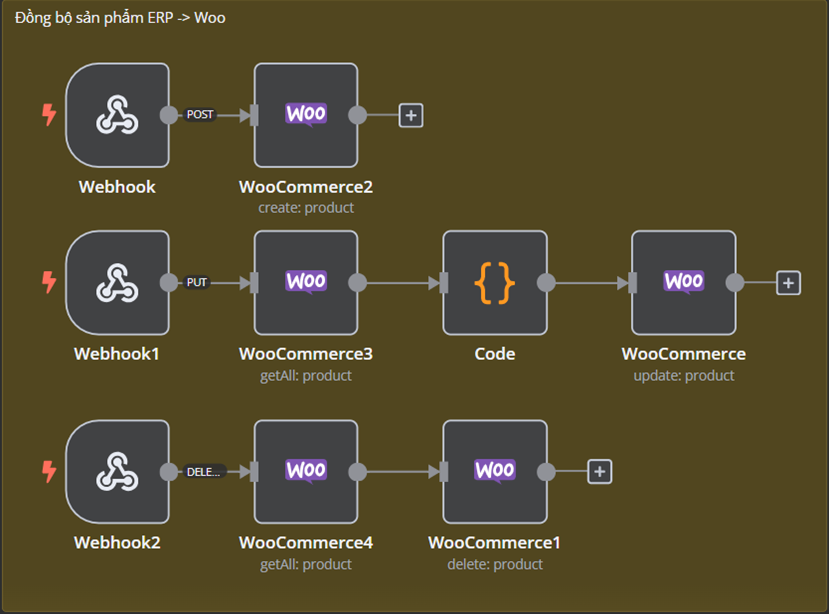 Đồng bộ sản phẩm ERP -> Woo
POST
WOO
Webhook
WooCommerce2
create: product
PUT
WOO
{}
WOO
Webhook1
WooCommerce3
Code
WooCommerce
getAll: product
update: product
DELE...
WOO
WOO
Webhook2
WooCommerce4
WooCommerce1
getAll: product
delete: product